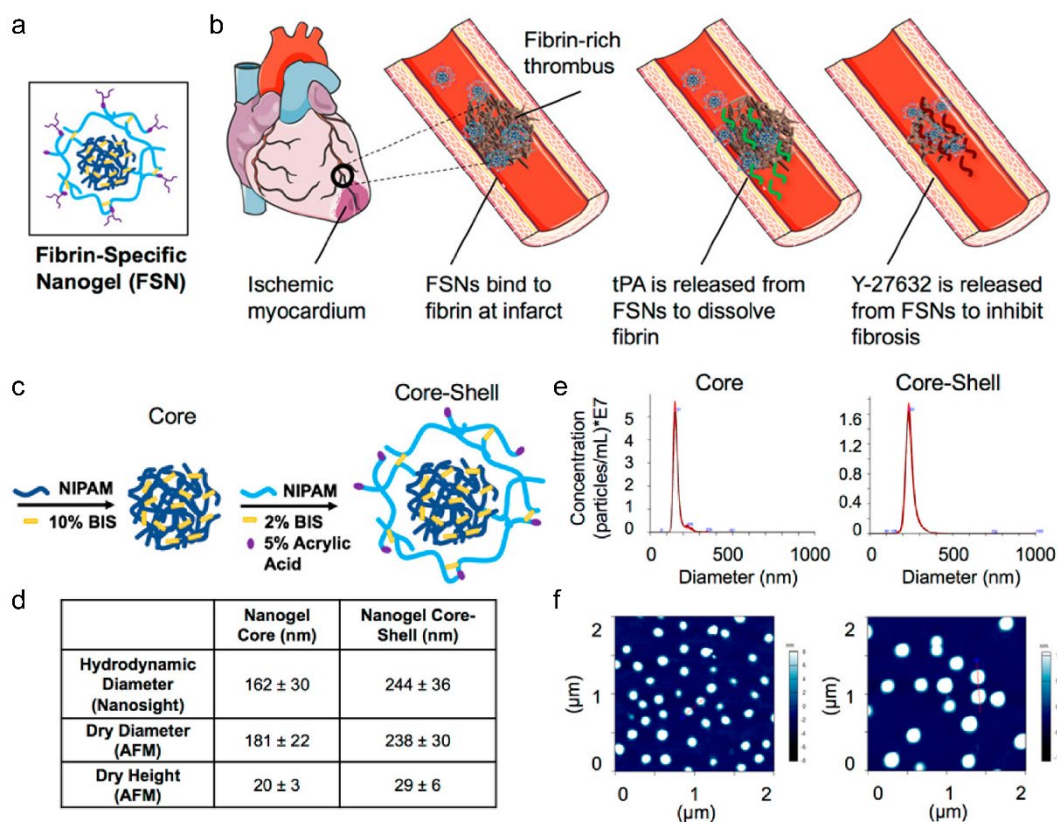 a
Fibrin-Specific
Nanogel (FSN)
b
Fibrin-rich
thrombus
Ischemic
myocardium
FSNs bind to
fibrin at infarct
tPA is released from
FSNs to dissolve
fibrin
Y-27632 is released
from FSNs to inhibit
fibrosis
c
Core
NIPAM
10% BIS
Core-Shell
NIPAM
2% BIS
5% Acrylic
Acid
d
Nanogel
Core (nm)
Nanogel Core-
Shell (nm)
Hydrodynamic
Diameter
(Nanosight)
162 ± 30
244 ± 36
Dry Diameter
(AFM)
181 ± 22
238 ± 30
Dry Height
(AFM)
20 ± 3
29 ± 6
e
Core
Concentration
(particles/mL)*E7
5
4
3
2
1
0
0
500
1000
Diameter (nm)
Core-Shell
1.6
1.2
0.8
0.4
0
0
500
1000
Diameter (nm)
f
2
1
0
(µm)
0
1
2
(µm)
2
1
0
(µm)
0
1
2
(µm)